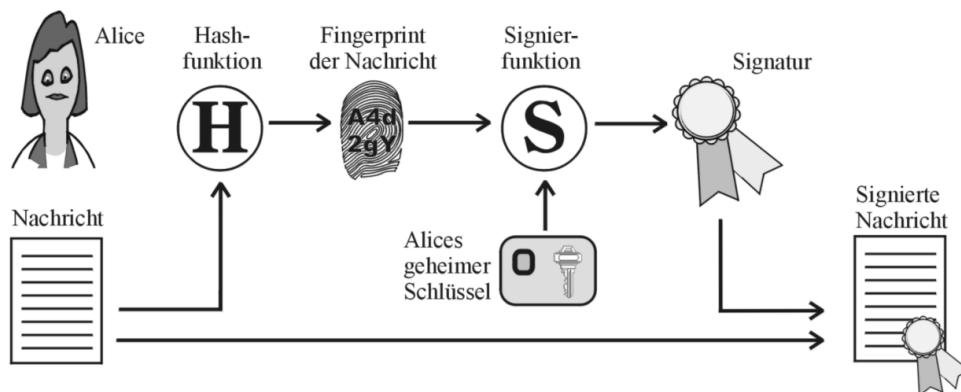 Alice
Hash-
funktion
H
Fingerprint
der Nachricht
A4d
2gY
Signier-
funktion
S
Signatur
Nachricht
Alices
geheimer
Schlüssel
Signierte
Nachricht